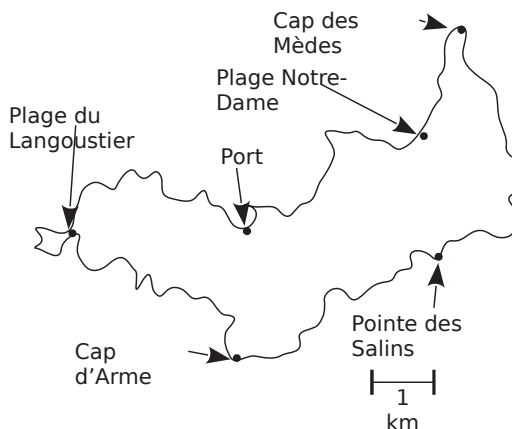 Cap des
Mèdes
Plage Notre-
Dame
Plage du
Langoustier
Port
Pointe des
Salins
Cap
d’Arme
1
km